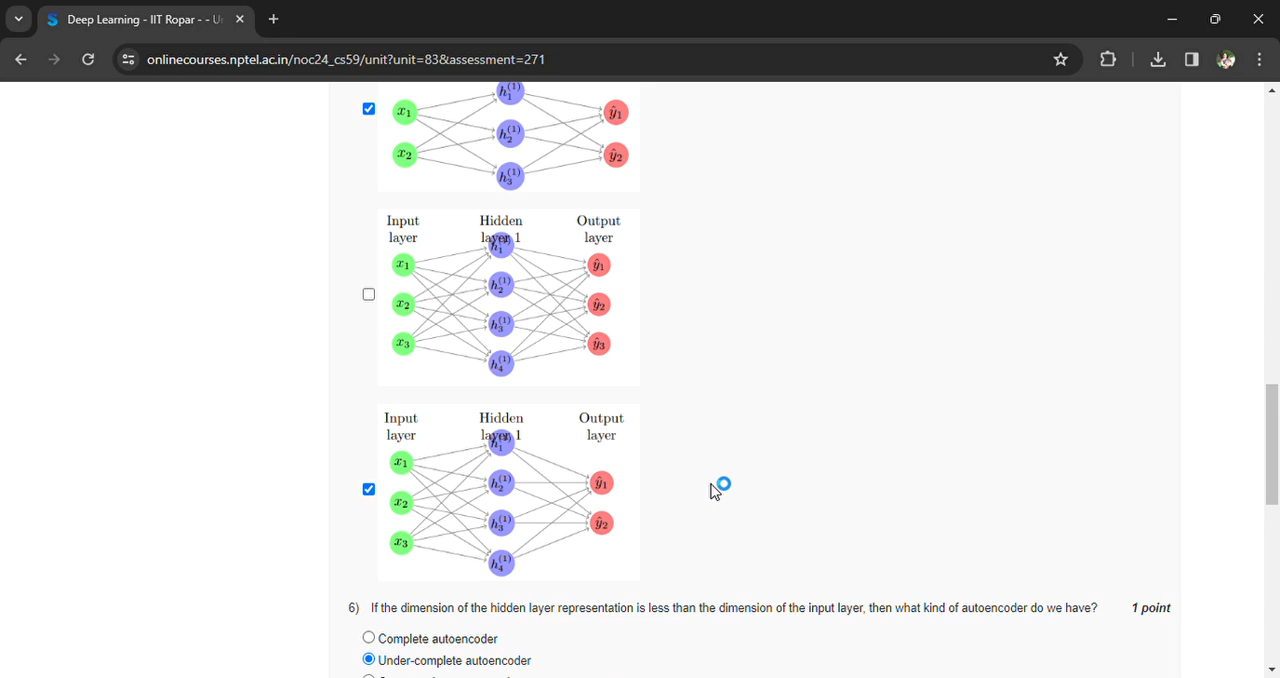 Deep Learning - IIT Ropar - - U
onlinecourses.nptel.ac.in/noc24_cs59/unit?unit=83&assessment=271
x₁
x₂
h₁⁽¹⁾
h₂⁽¹⁾
h₃⁽¹⁾
ŷ₁
ŷ₂
Input layer
Hidden layer 1
Output layer
x₁
x₂
x₃
h₁
h₂⁽¹⁾
h₃⁽¹⁾
h₄⁽¹⁾
ŷ₁
ŷ₂
ŷ₃
Input layer
Hidden layer 1
Output layer
x₁
x₂
x₃
h₁
h₂⁽¹⁾
h₃⁽¹⁾
h₄⁽¹⁾
ŷ₁
ŷ₂
6) If the dimension of the hidden layer representation is less than the dimension of the input layer, then what kind of autoencoder do we have? 1 point
Complete autoencoder
Under-complete autoencoder